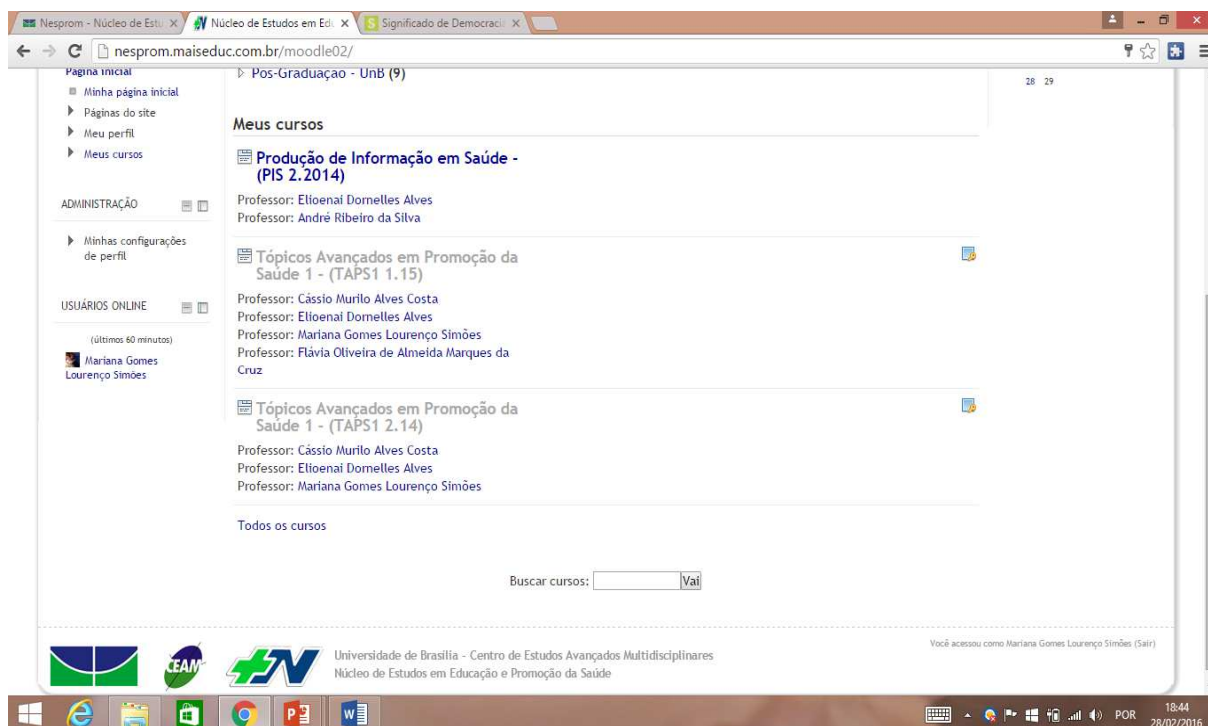 Nesprom - Núcleo de Estu
Núcleo de Estudos em Edu
Significado de Democracia
nesprom.maiseduc.com.br/moodle02/
Página inicial
Minha página inicial
Páginas do site
Meu perfil
Meus cursos
ADMINISTRAÇÃO
Minhas configurações
de perfil
USUÁRIOS ONLINE
(últimos 60 minutos)
Mariana Gomes
Lourenço Simões
Pós-Graduação - UnB (9)
Meus cursos
Produção de Informação em Saúde -
(PIS 2.2014)
Professor: Elioenai Dornelles Alves
Professor: André Ribeiro da Silva
Tópicos Avançados em Promoção da
Saúde 1 - (TAPS1 1.15)
Professor: Cássio Murilo Alves Costa
Professor: Elioenai Dornelles Alves
Professor: Mariana Gomes Lourenço Simões
Professor: Flávia Oliveira de Almeida Marques da
Cruz
Tópicos Avançados em Promoção da
Saúde 1 - (TAPS1 2.14)
Professor: Cássio Murilo Alves Costa
Professor: Elioenai Dornelles Alves
Professor: Mariana Gomes Lourenço Simões
Todos os cursos
Buscar cursos: Vai
28 29
CEAM
Universidade de Brasília - Centro de Estudos Avançados Multidisciplinares
Núcleo de Estudos em Educação e Promoção da Saúde
Você acessou como Mariana Gomes Lourenço Simões (Sair)
POR
18:44
28/02/2016